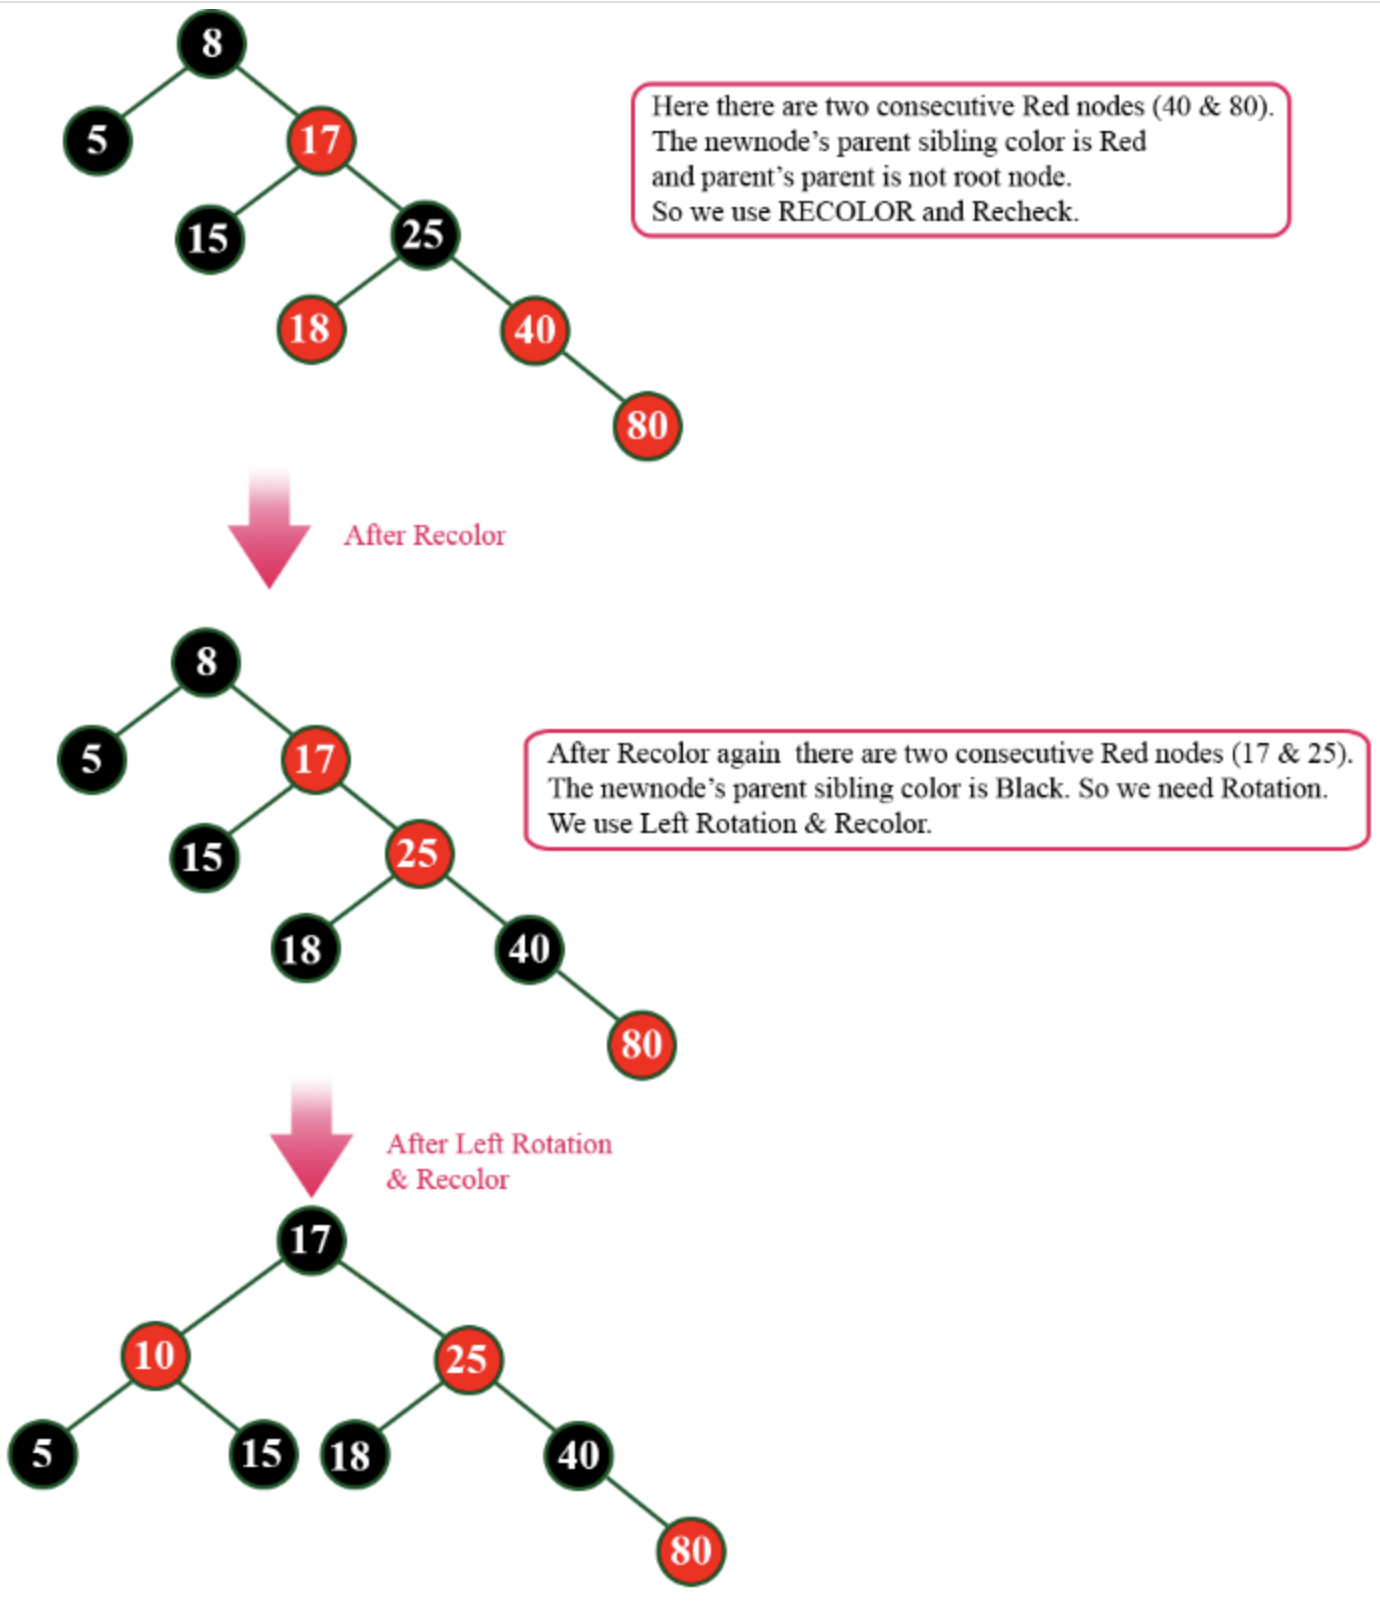 8
Here there are two consecutive Red nodes (40 & 80).
5
17
The newnode’s parent sibling color is Red
and parent’s parent is not root node.
So we use RECOLOR and Recheck.
15
25
18
40
80
After Recolor
8
5
17
After Recolor again there are two consecutive Red nodes (17 & 25).
The newnode’s parent sibling color is Black. So we need Rotation.
We use Left Rotation & Recolor.
15
25
18
40
80
After Left Rotation
& Recolor
17
10
25
5
15
18
40
80